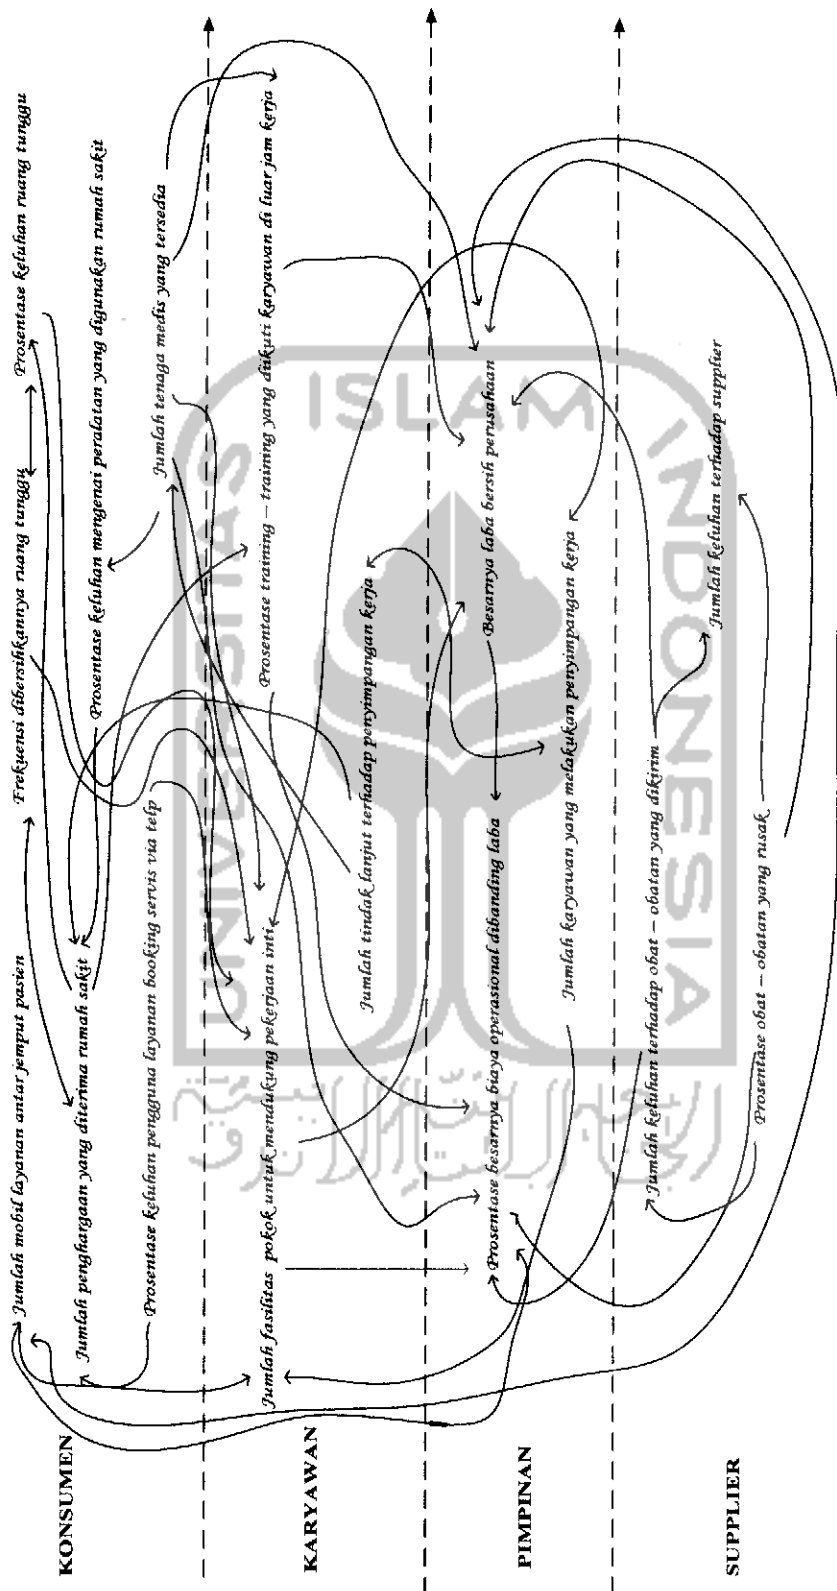 KONSUMEN
Jumlah mobil layanan antar jemput pasien
Frekuensi dibersihkannya ruang tunggu
Prosentase keluhan ruang tunggu
Jumlah penghargaan yang diterima rumah sakit
Prosentase keluhan mengenai peralatan yang digunakan rumah sakit
Prosentase keluhan pengguna layanan booking servis via telp
Jumlah tenaga medis yang tersedia
KARYAWAN
Jumlah fasilitas pokok untuk mendukung pekerjaan inti
Prosentase training – training yang diikuti karyawan di luar jam kerja
Jumlah tindak lanjut terhadap penyimpangan kerja
PIMPINAN
Prosentase besarnya biaya operasional dibanding laba
Besarnya laba bersih perusahaan
Jumlah karyawan yang melakukan penyimpangan kerja
SUPPLIER
Jumlah keluhan terhadap obat – obatan yang dikirim
Jumlah keluhan terhadap supplier
Prosentase obat – obatan yang rusak
UNIVERSITAS
ISLAM
INDONESIA